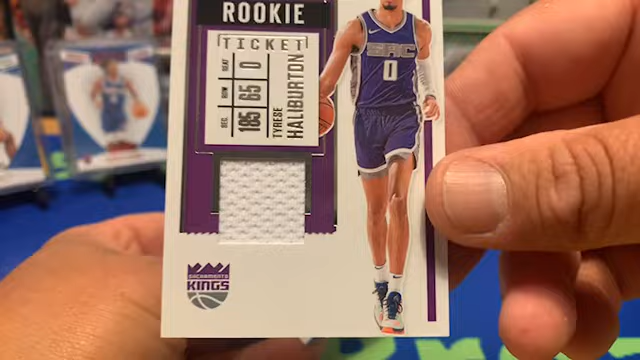 ROOKIE
TICKET
SEAT 0
ROW 65
SEC. 185
TYRESE
HALIBURTON
SAC
0
SACRAMENTO
KINGS